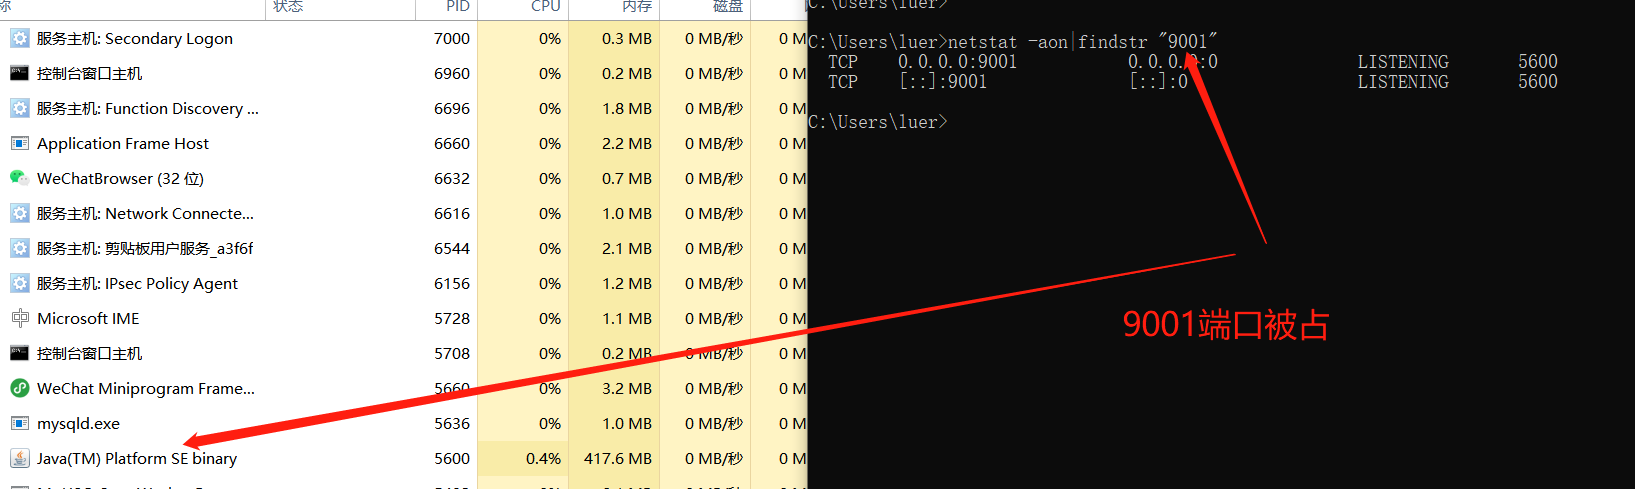 状态 PID CPU 内存 磁盘
服务主机: Secondary Logon 7000 0% 0.3 MB 0 MB/秒 0 M
控制台窗口主机 6960 0% 0.2 MB 0 MB/秒 0 M
服务主机: Function Discovery ... 6696 0% 1.8 MB 0 MB/秒 0 M
Application Frame Host 6660 0% 2.2 MB 0 MB/秒 0 M
WeChatBrowser (32 位) 6632 0% 0.7 MB 0 MB/秒 0 M
服务主机: Network Connecte... 6616 0% 1.0 MB 0 MB/秒 0 M
服务主机: 剪贴板用户服务_a3f6f 6544 0% 2.1 MB 0 MB/秒 0 M
服务主机: IPsec Policy Agent 6156 0% 1.2 MB 0 MB/秒 0 M
Microsoft IME 5728 0% 1.1 MB 0 MB/秒 0 M
控制台窗口主机 5708 0% 0.2 MB 0 MB/秒 0 M
WeChat Miniprogram Frame... 5660 0% 3.2 MB 0 MB/秒 0 M
mysqld.exe 5636 0% 1.0 MB 0 MB/秒 0 M
Java(TM) Platform SE binary 5600 0.4% 417.6 MB 0 MB/秒 0 M
C:\Users\luer>
C:\Users\luer>netstat -aon|findstr "9001"
TCP 0.0.0.0:9001 0.0.0.0:0 LISTENING 5600
TCP [::]:9001 [::]:0 LISTENING 5600
C:\Users\luer>
9001端口被占